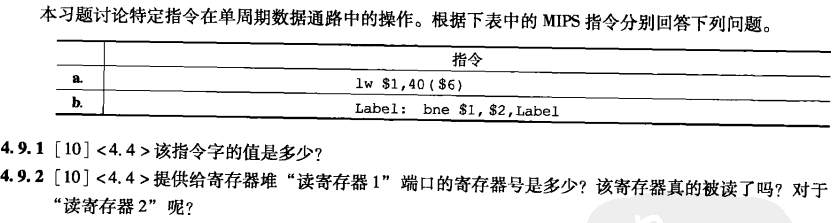 本习题讨论特定指令在单周期数据通路中的操作。根据下表中的 MIPS 指令分别回答下列问题。
指令
a. lw $1,40($6)
b. Label: bne $1,$2,Label
4.9.1 [10] <4.4>该指令字的值是多少?
4.9.2 [10] <4.4>提供给寄存器堆“读寄存器1”端口的寄存器号是多少? 该寄存器真的被读了吗? 对于
“读寄存器2”呢?